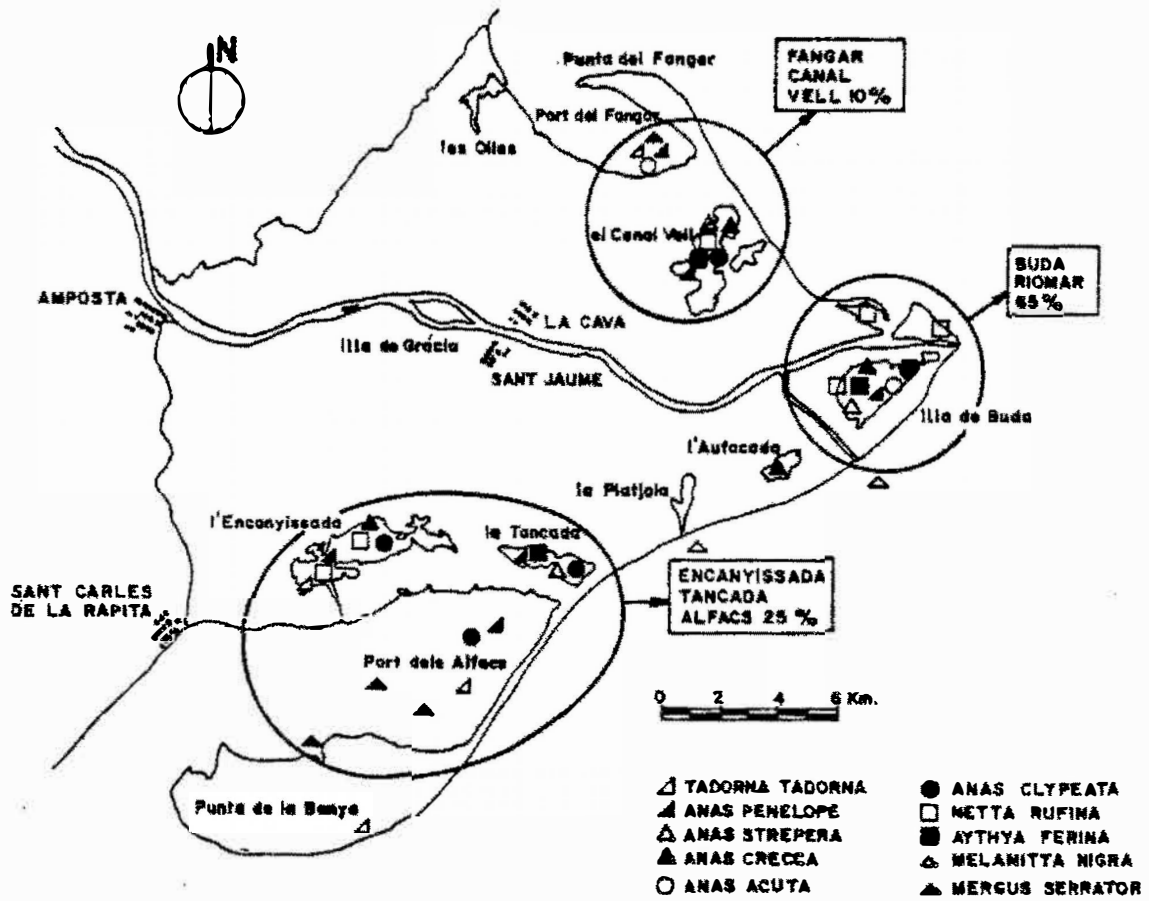 N
Punta del Fangar
FANGAR
CANAL
VELL 10%
Port del Fangar
les Olles
el Canal Vell
BUDA
RIOMAR
65%
AMPOSTA
LA CAVA
Illa de Gràcia
SANT JAUME
Illa de Buda
l'Aufacada
la Platjola
l'Encanyissada
la Tancada
ENCANYISSADA
TANCADA
ALFACS 25 %
SANT CARLES
DE LA RAPITA
Port dels Alfacs
0 2 4 6 Km.
Punta de la Banya
TADORNA TADORNA
ANAS PENELOPE
ANAS STREPERA
ANAS CRECCA
ANAS ACUTA
ANAS CLYPEATA
NETTA RUFINA
AYTHYA FERINA
MELANITTA NIGRA
MERGUS SERRATOR